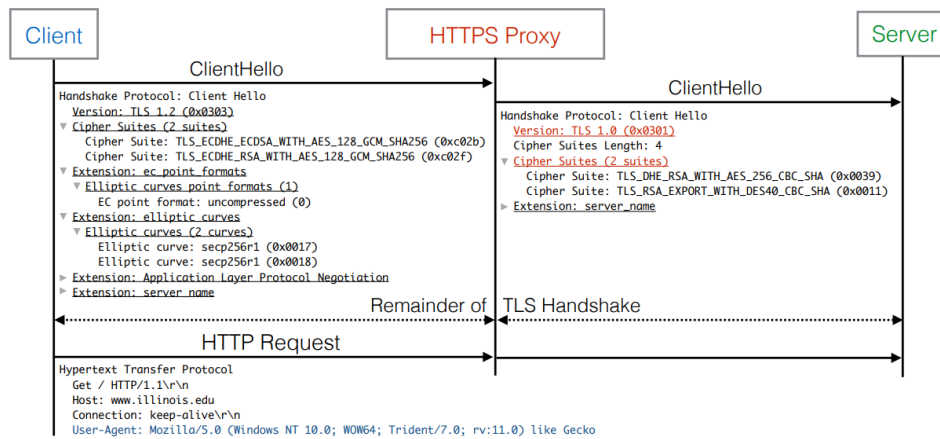 Client
HTTPS Proxy
Server
ClientHello
Handshake Protocol: Client Hello
Version: TLS 1.2 (0x0303)
Cipher Suites (2 suites)
Cipher Suite: TLS_ECDHE_ECDSA_WITH_AES_128_GCM_SHA256 (0xc02b)
Cipher Suite: TLS_ECDHE_RSA_WITH_AES_128_GCM_SHA256 (0xc02f)
Extension: ec_point_formats
Elliptic curves point formats (1)
EC point format: uncompressed (0)
Extension: elliptic curves
Elliptic curves (2 curves)
Elliptic curve: secp256r1 (0x0017)
Elliptic curve: secp256r1 (0x0018)
Extension: Application Layer Protocol Negotiation
Extension: server_name
ClientHello
Handshake Protocol: Client Hello
Version: TLS 1.0 (0x0301)
Cipher Suites Length: 4
Cipher Suites (2 suites)
Cipher Suite: TLS_DHE_RSA_WITH_AES_256_CBC_SHA (0x0039)
Cipher Suite: TLS_RSA_EXPORT_WITH_DES40_CBC_SHA (0x0011)
Extension: server_name
Remainder of TLS Handshake
HTTP Request
Hypertext Transfer Protocol
Get / HTTP/1.1\r\n
Host: www.illinois.edu
Connection: keep-alive\r\n
User-Agent: Mozilla/5.0 (Windows NT 10.0; WOW64; Trident/7.0; rv:11.0) like Gecko